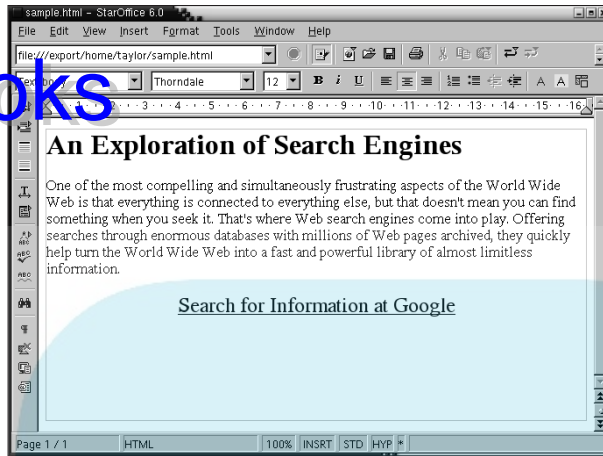 sample.html - StarOffice 6.0
File Edit View Insert Format Tools Window Help
file:///export/home/taylor/sample.html
Thorndale 12 B i U A A
oks
1 2 3 4 5 6 7 8 9 10 11 12 13 14 15 16
An Exploration of Search Engines
One of the most compelling and simultaneously frustrating aspects of the World Wide
Web is that everything is connected to everything else, but that doesn't mean you can find
something when you seek it. That's where Web search engines come into play. Offering
searches through enormous databases with millions of Web pages archived, they quickly
help turn the World Wide Web into a fast and powerful library of almost limitless
information.
Search for Information at Google
Page 1 / 1 HTML 100% INSRT STD HYP *